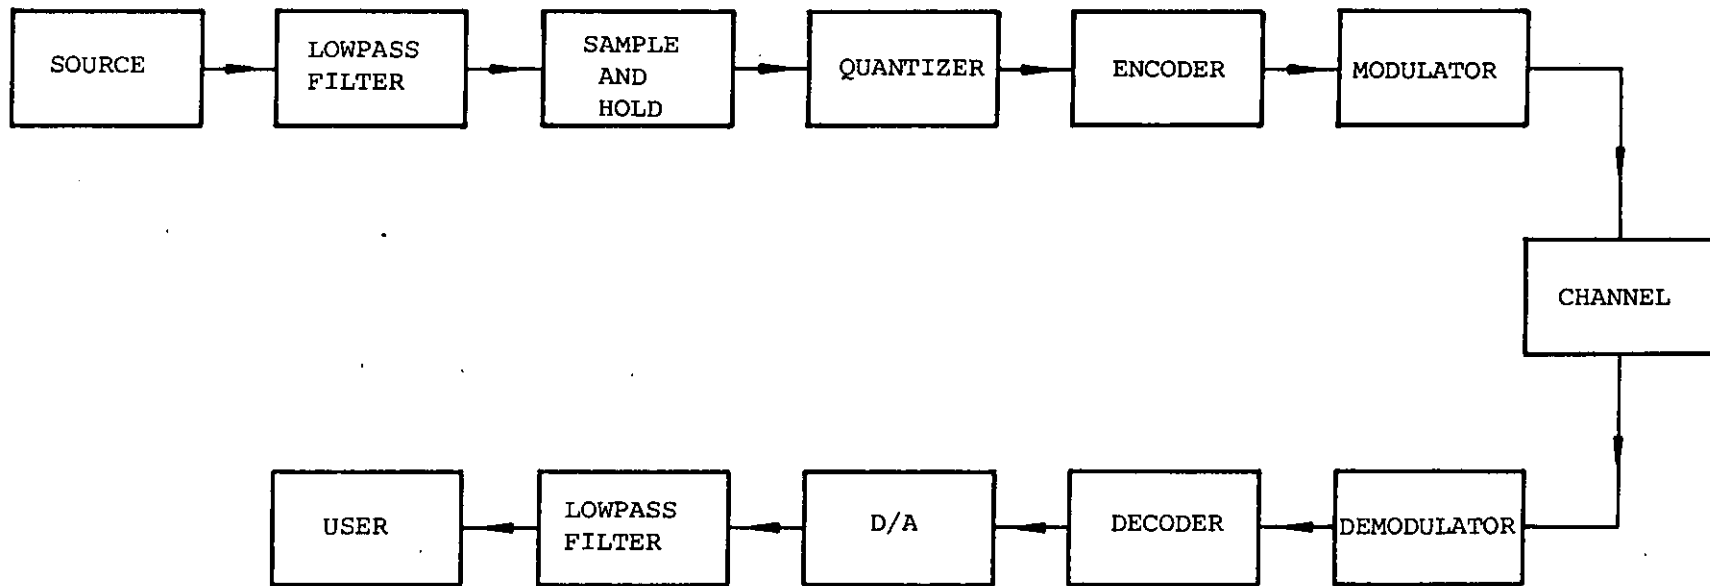 SOURCE
LOWPASS
FILTER
SAMPLE
AND
HOLD
QUANTIZER
ENCODER
MODULATOR
CHANNEL
USER
LOWPASS
FILTER
D/A
DECODER
DEMODULATOR